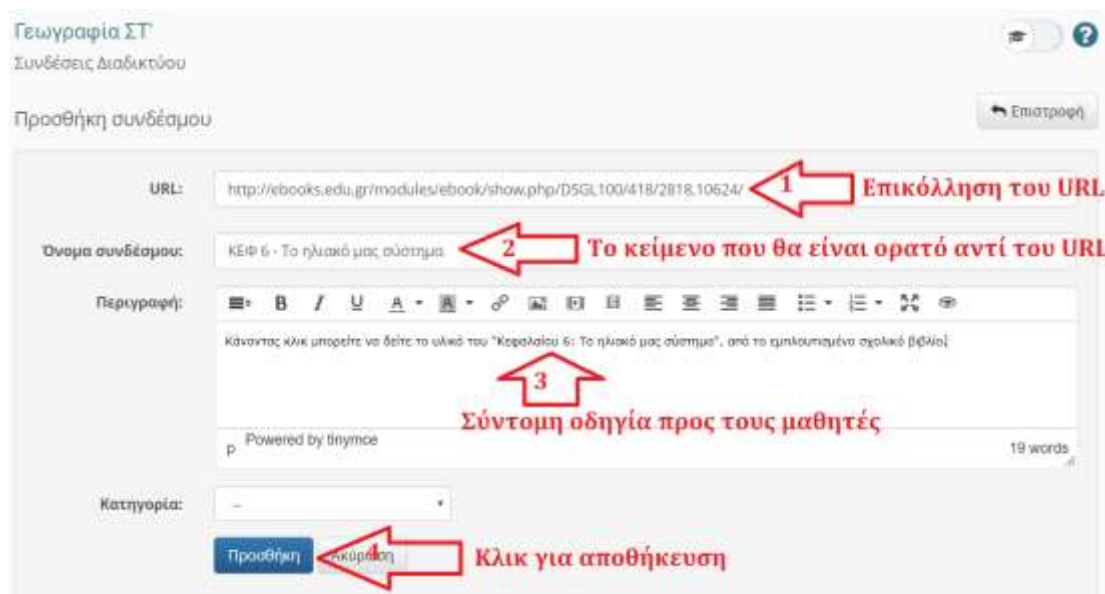 Γεωγραφία ΣΤ'
Συνδέσεις Διαδικτύου
Προσθήκη συνδέσμου
Επιστροφή
URL: http://ebooks.edu.gr/modules/ebook/show.php/DSGL100/418/2818,10624/ 1 Επικόλληση του URL
Όνομα συνδέσμου: ΚΕΦ 6 - Το ηλιακό μας σύστημα 2 Το κείμενο που θα είναι ορατό αντί του URL
Περιγραφή:
Κάνοντας κλικ μπορείτε να δείτε το υλικό του "Κεφαλαίου 6: Το ηλιακό μας σύστημα", από το εμπλουτισμένο σχολικό βιβλίο.
3
Σύντομη οδηγία προς τους μαθητές
p Powered by tinymce 19 words
Κατηγορία: --
Προσθήκη 4 Ακύρωση Κλικ για αποθήκευση